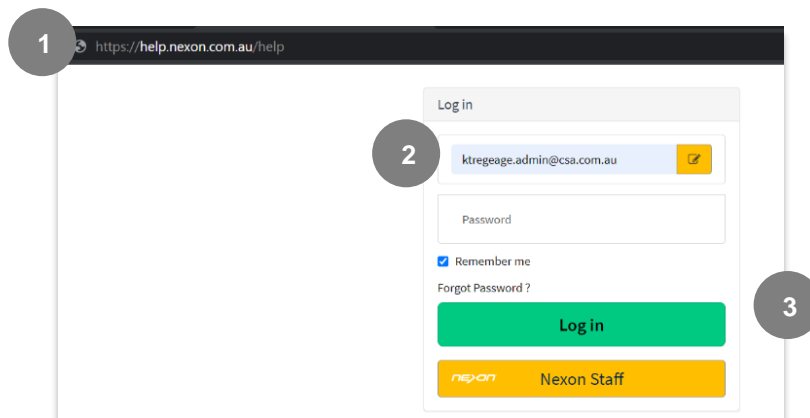 1
https://help.nexon.com.au/help
Log in
2
ktregeage.admin@csa.com.au
Password
Remember me
Forgot Password ?
3
Log in
nexon Nexon Staff